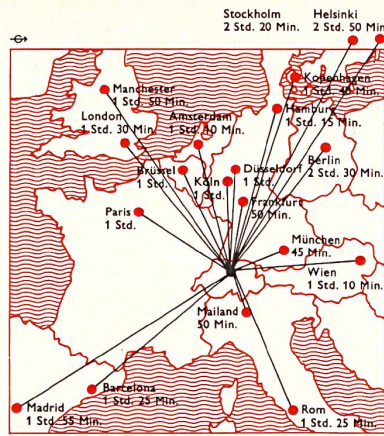 Stockholm
2 Std. 20 Min.
Helsinki
2 Std. 50 Min.
Kopenhagen
1 Std. 40 Min.
Manchester
1 Std. 50 Min.
Hamburg
1 Std. 15 Min.
London
1 Std. 30 Min.
Amsterdam
1 Std. 10 Min.
Berlin
2 Std. 30 Min.
Brüssel
1 Std.
Köln
1 Std.
Düsseldorf
1 Std.
Frankfurt
50 Min.
Paris
1 Std.
München
45 Min.
Wien
1 Std. 10 Min.
Mailand
50 Min.
Barcelona
1 Std. 25 Min.
Madrid
1 Std. 55 Min.
Rom
1 Std. 25 Min.